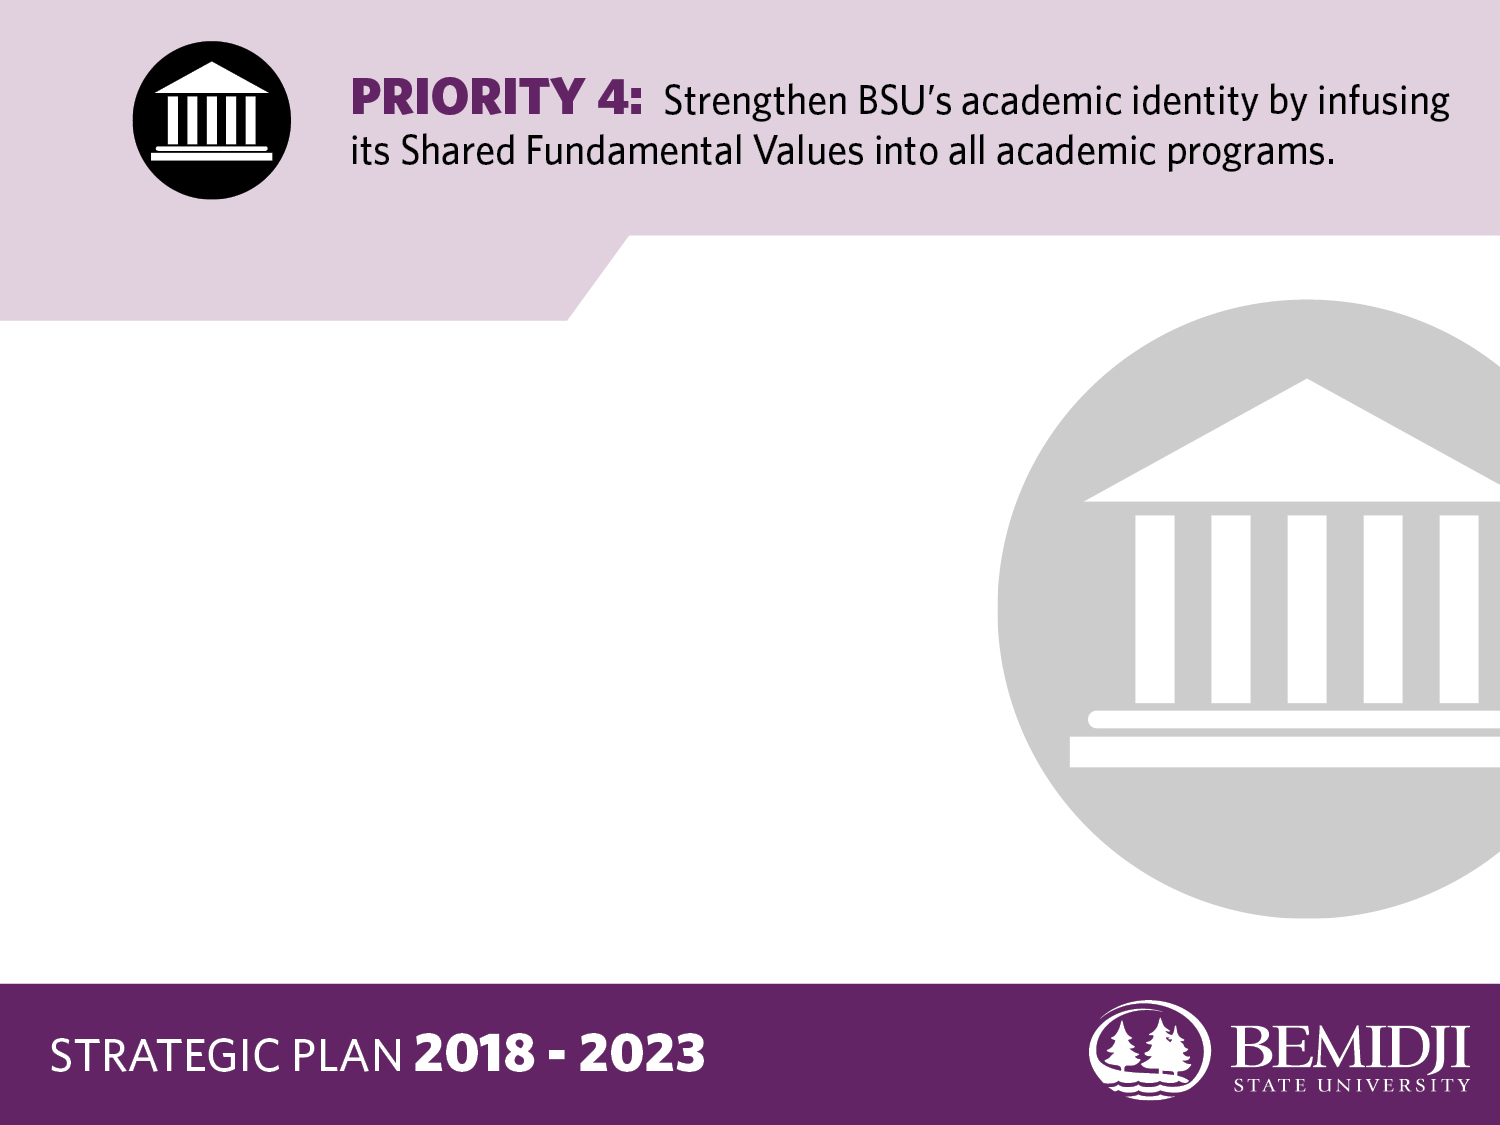 PRIORITY 4: Strengthen BSU’s academic identity by infusing
its Shared Fundamental Values into all academic programs.
STRATEGIC PLAN 2018 - 2023
BEMIDJI
STATE UNIVERSITY